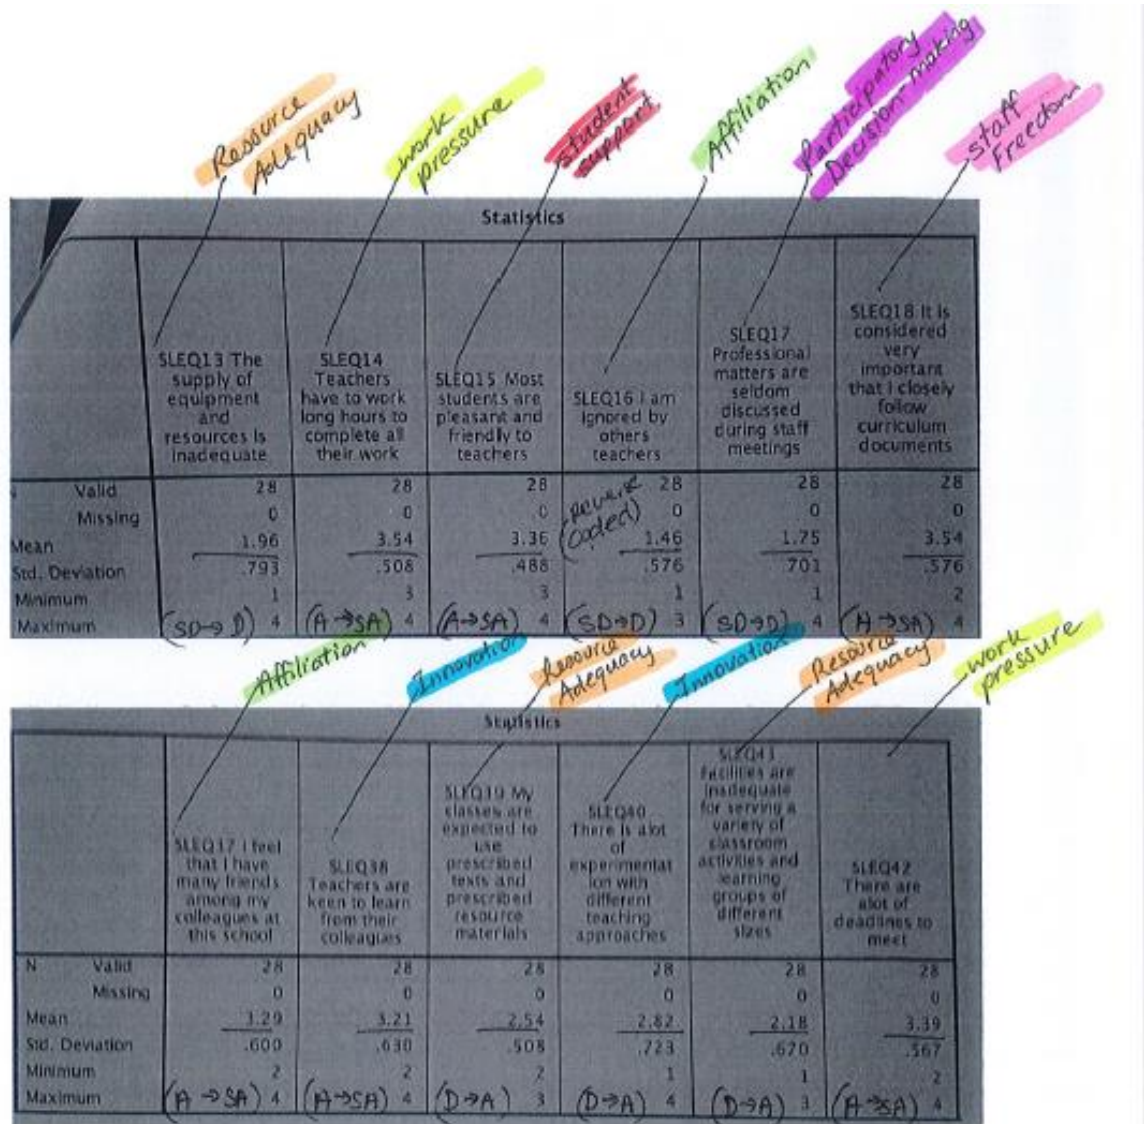 Resource Adequacy
work pressure
student support
Affiliation
Participatory Decision-making
staff Freedom
Statistics
SLEQ13 The supply of equipment and resources is inadequate
SLEQ14 Teachers have to work long hours to complete all their work
SLEQ15 Most students are pleasant and friendly to teachers
SLEQ16 I am ignored by others teachers
SLEQ17 Professional matters are seldom discussed during staff meetings
SLEQ18 It is considered very important that I closely follow curriculum documents
Valid 28 28 28 28 28 28
Missing 0 0 0 0 0 0
(reverse coded)
Mean 1.96 3.54 3.36 1.46 1.75 3.54
Std. Deviation .793 .508 .488 .576 .701 .576
Minimum 1 3 3 1 1 2
Maximum (SD→D) 4 (A→SA) 4 (A→SA) 4 (SD→D) 3 (SD→D) 4 (A→SA) 4
Affiliation
Innovation
Resource Adequacy
Innovation
Resource Adequacy
work pressure
Statistics
SLEQ37 I feel that I have many friends among my colleagues at this school
SLEQ38 Teachers are keen to learn from their colleagues
SLEQ39 My classes are expected to use prescribed texts and prescribed resource materials
SLEQ40 There is alot of experimentat ion with different teaching approaches
SLEQ41 Facilities are inadequate for serving a variety of classroom activities and learning groups of different sizes
SLEQ42 There are alot of deadlines to meet
N Valid 28 28 28 28 28 28
Missing 0 0 0 0 0 0
Mean 3.29 3.21 2.54 2.82 2.18 3.39
Std. Deviation .600 .630 .508 .723 .670 .567
Minimum 2 2 2 1 1 2
Maximum (A→SA) 4 (A→SA) 4 (D→A) 3 (D→A) 4 (D→A) 3 (A→SA) 4